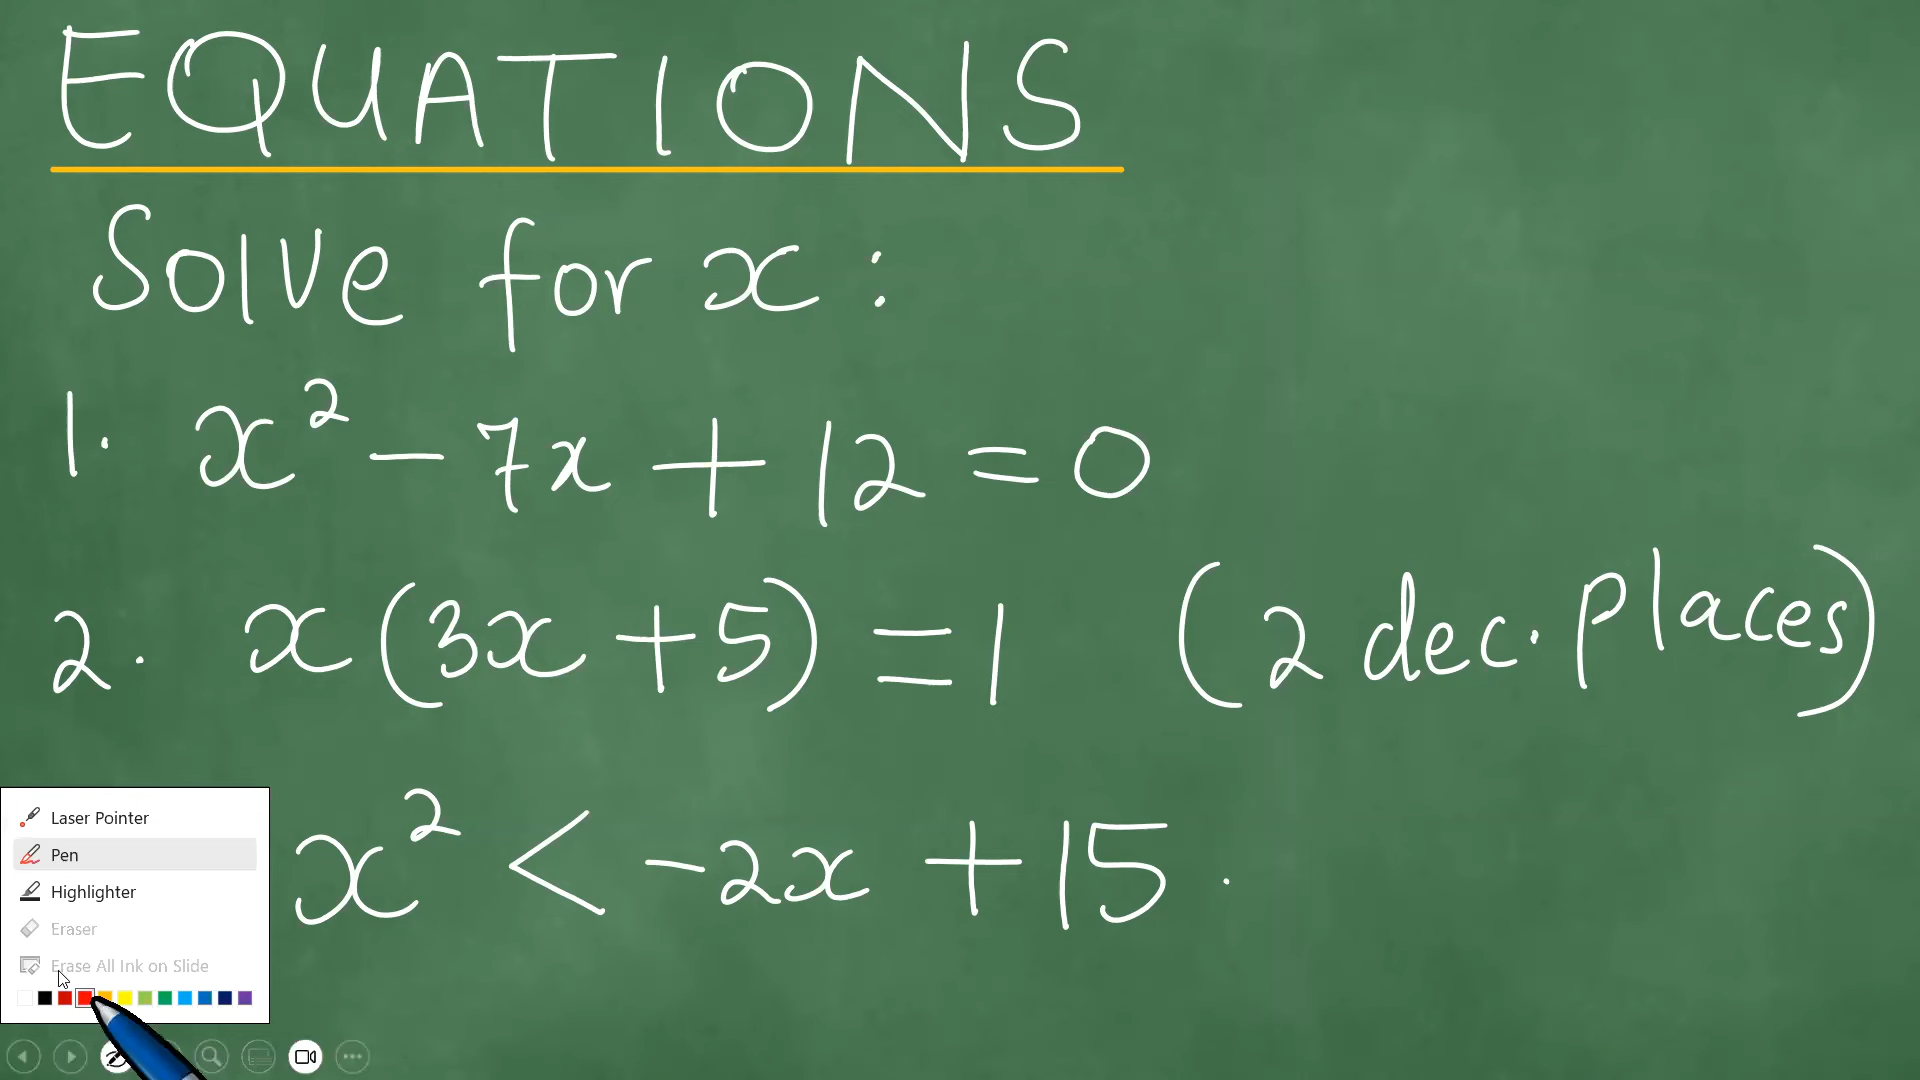 EQUATIONS
Solve for x :
1. x² - 7x + 12 = 0
2. x(3x + 5) = 1 (2 dec. places)
x² < -2x + 15.
Laser Pointer
Pen
Highlighter
Eraser
Erase All Ink on Slide